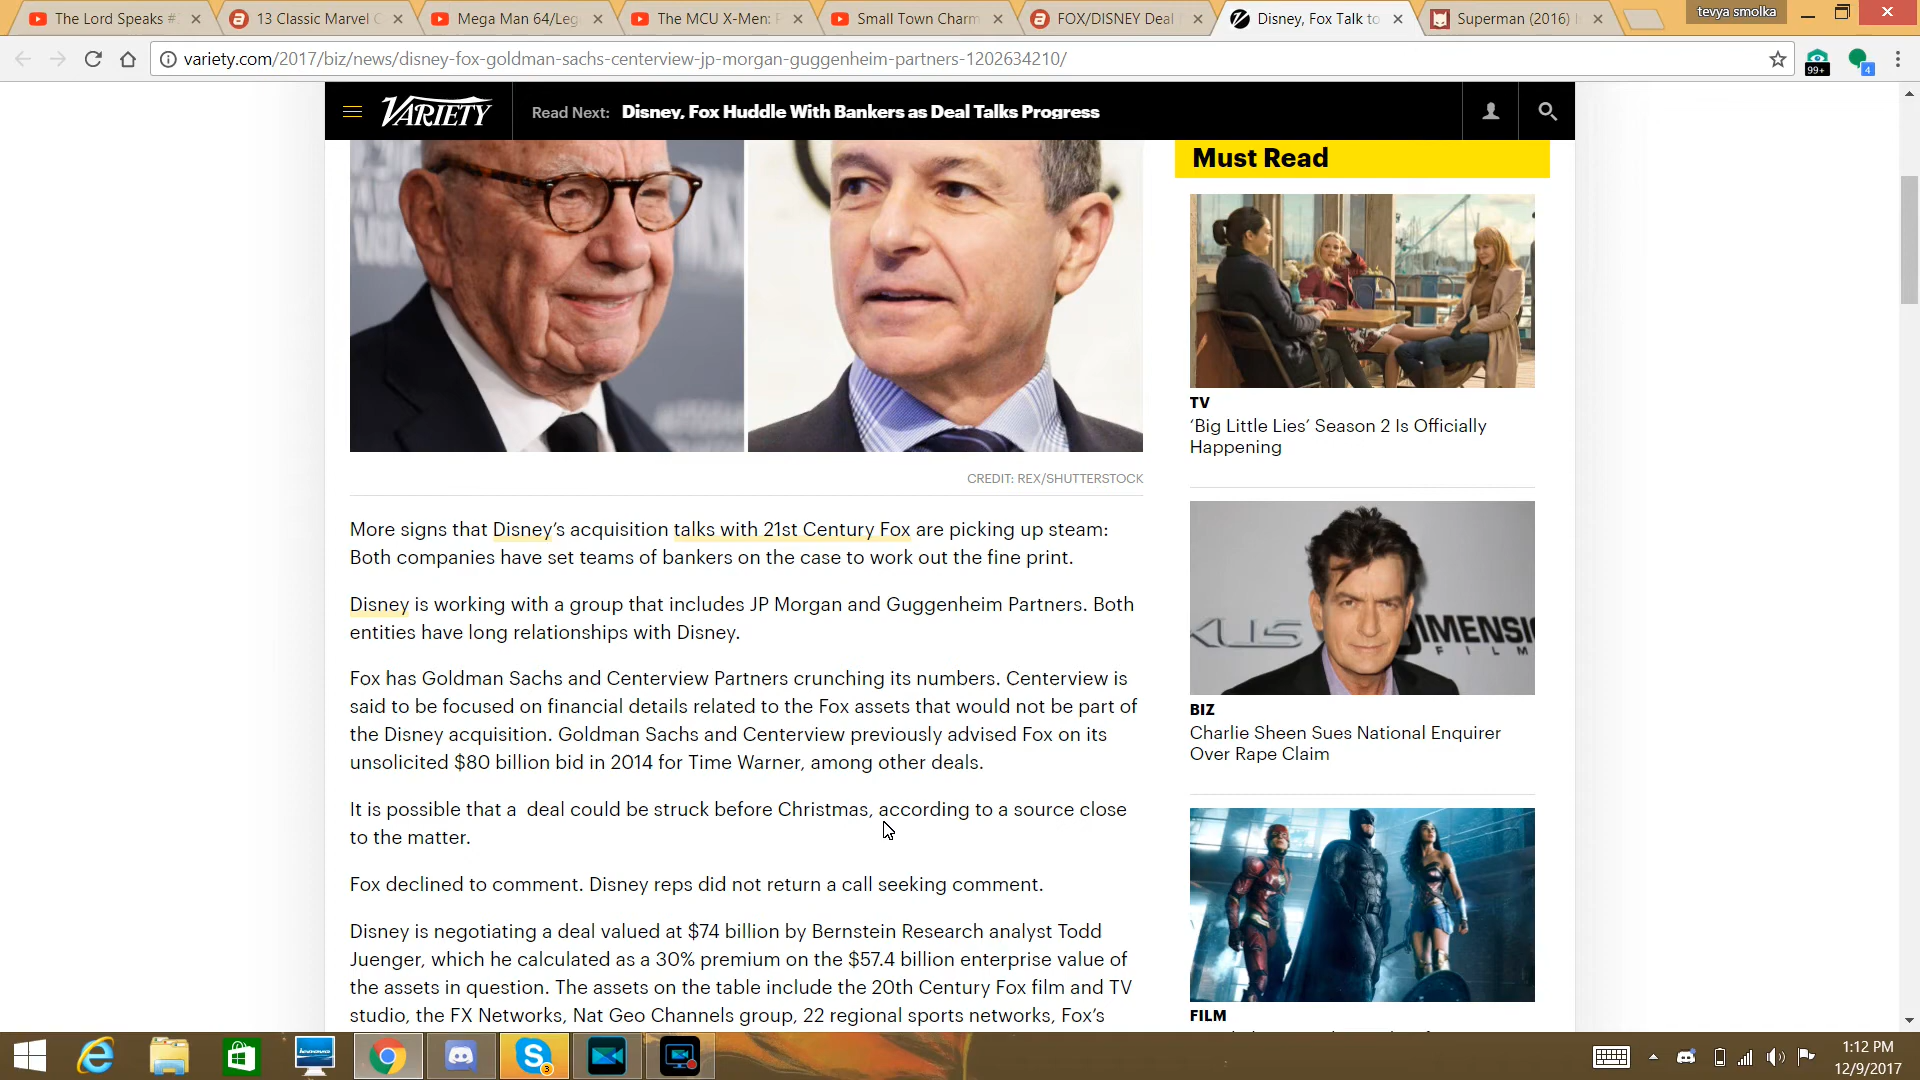 The Lord Speaks #
13 Classic Marvel C
Mega Man 64/Leg
The MCU X-Men: F
Small Town Charm
FOX/DISNEY Deal
Disney, Fox Talk to
Superman (2016)
tevya smolka
variety.com/2017/biz/news/disney-fox-goldman-sachs-centerview-jp-morgan-guggenheim-partners-1202634210/
99+
4
VARIETY
Read Next: Disney, Fox Huddle With Bankers as Deal Talks Progress
Must Read
TV
‘Big Little Lies’ Season 2 Is Officially
Happening
CREDIT: REX/SHUTTERSTOCK
More signs that Disney’s acquisition talks with 21st Century Fox are picking up steam:
Both companies have set teams of bankers on the case to work out the fine print.
Disney is working with a group that includes JP Morgan and Guggenheim Partners. Both
entities have long relationships with Disney.
Fox has Goldman Sachs and Centerview Partners crunching its numbers. Centerview is
said to be focused on financial details related to the Fox assets that would not be part of
the Disney acquisition. Goldman Sachs and Centerview previously advised Fox on its
unsolicited $80 billion bid in 2014 for Time Warner, among other deals.
It is possible that a  deal could be struck before Christmas, according to a source close
to the matter.
Fox declined to comment. Disney reps did not return a call seeking comment.
Disney is negotiating a deal valued at $74 billion by Bernstein Research analyst Todd
Juenger, which he calculated as a 30% premium on the $57.4 billion enterprise value of
the assets in question. The assets on the table include the 20th Century Fox film and TV
studio, the FX Networks, Nat Geo Channels group, 22 regional sports networks, Fox’s
XUS
DIMENSI
FILM
BIZ
Charlie Sheen Sues National Enquirer
Over Rape Claim
FILM
3
1:12 PM
12/9/2017